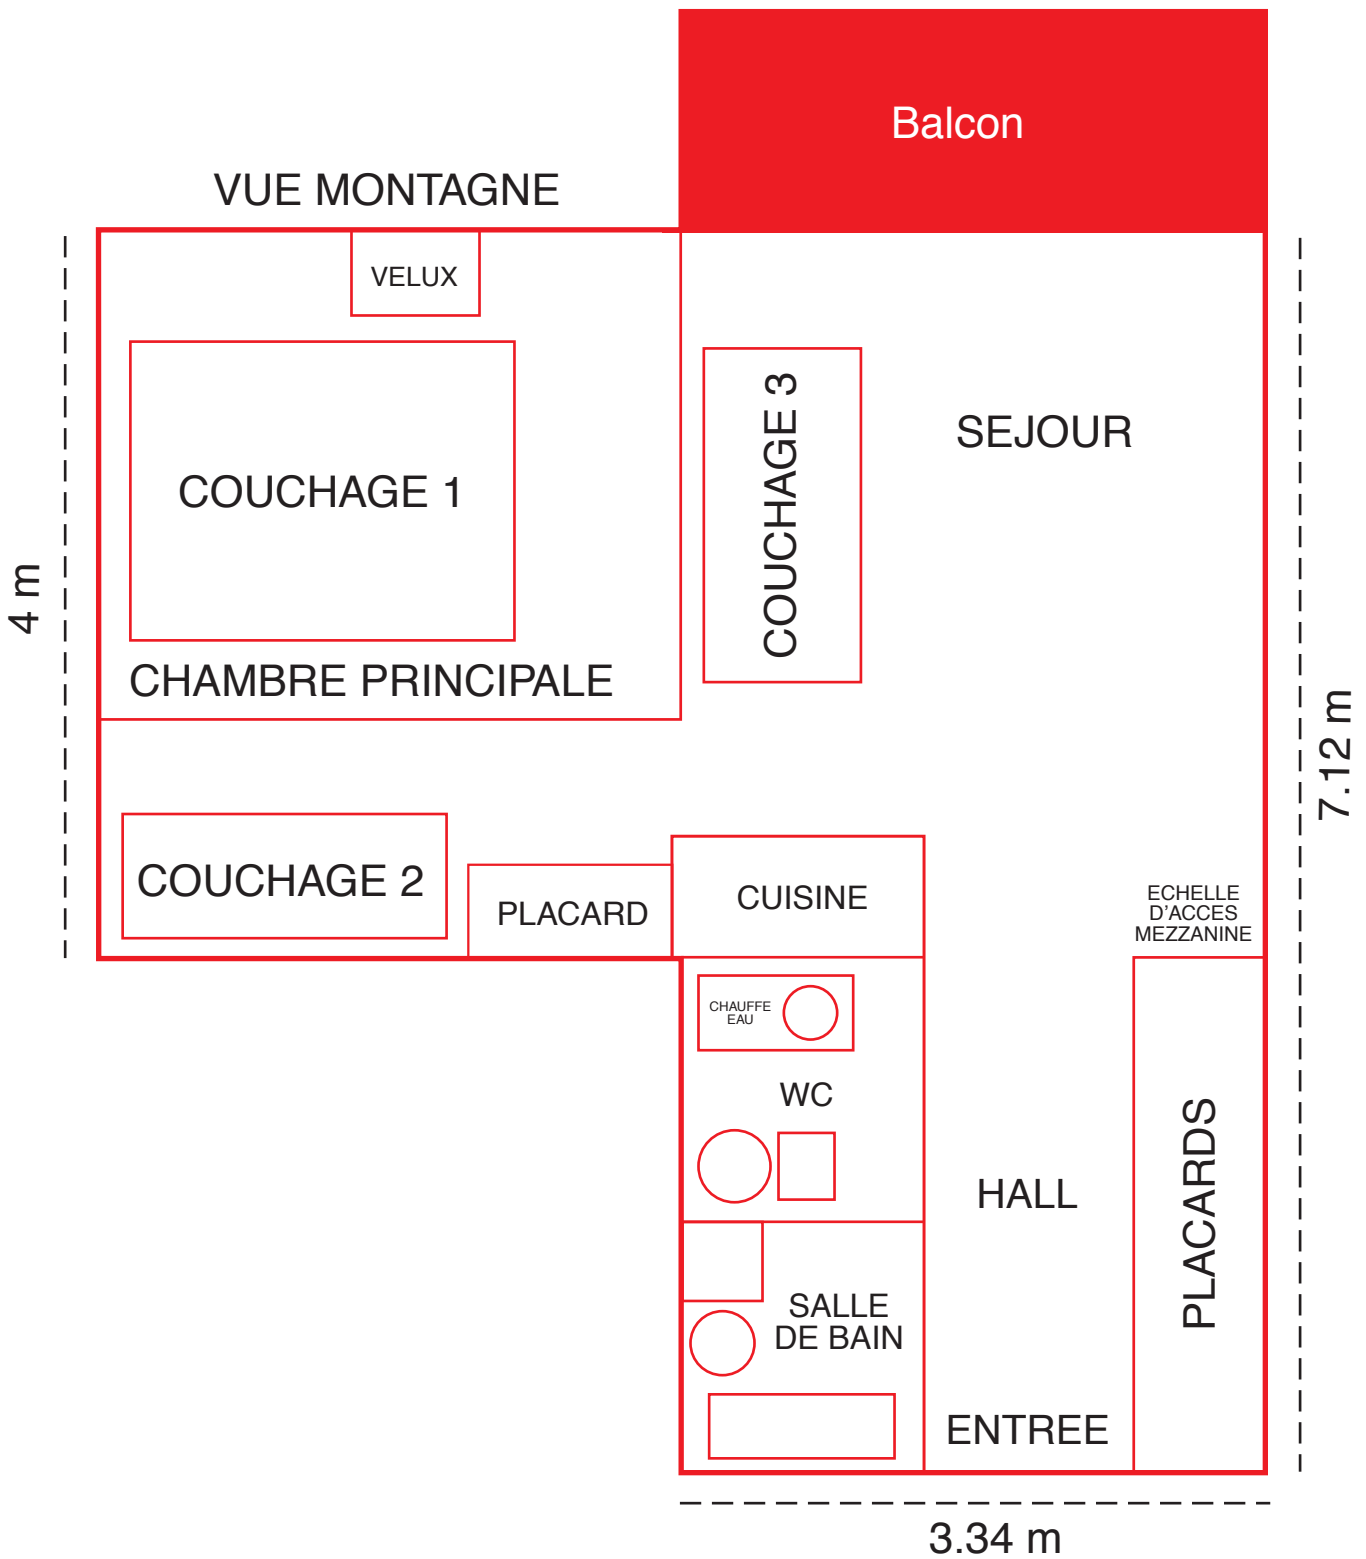 Balcon
VUE MONTAGNE
VELUX
COUCHAGE 1
COUCHAGE 3
SEJOUR
4 m
CHAMBRE PRINCIPALE
7.12 m
COUCHAGE 2
PLACARD
CUISINE
ECHELLE
D'ACCES
MEZZANINE
CHAUFFE
EAU
WC
HALL
PLACARDS
SALLE
DE BAIN
ENTREE
3.34 m